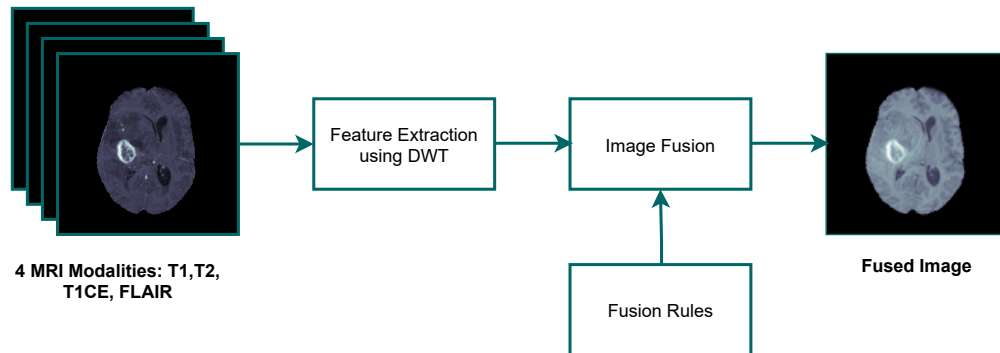 Feature Extraction
using DWT
Image Fusion
4 MRI Modalities: T1,T2,
T1CE, FLAIR
Fused Image
Fusion Rules